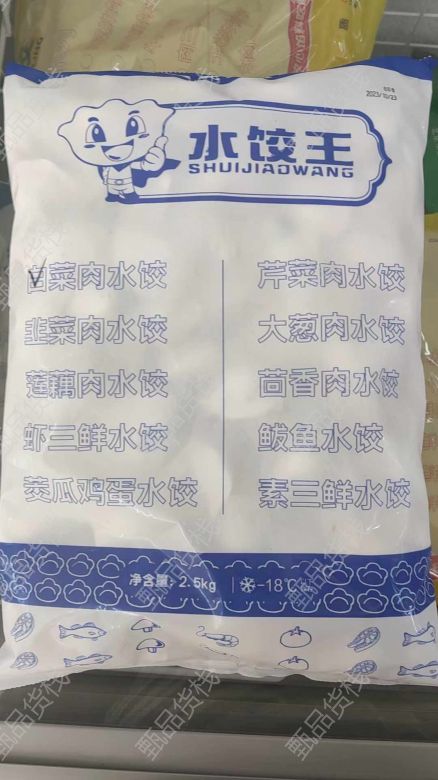 2023/10/23
水饺王
SHUIJIAOWANG
白菜肉水饺
芹菜肉水饺
韭菜肉水饺
大葱肉水饺
莲藕肉水饺
茴香肉水饺
虾三鲜水饺
鲅鱼水饺
茭瓜鸡蛋水饺
素三鲜水饺
净含量：2.5kg
-18℃
甄品货栈